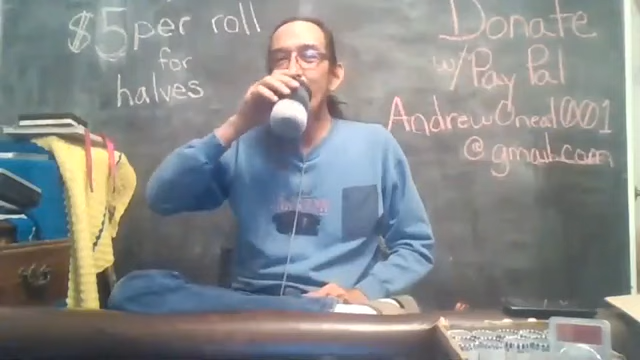 $5 per roll
for
halves
Donate
w/ Pay Pal
AndrewOneal001
@gmail.com